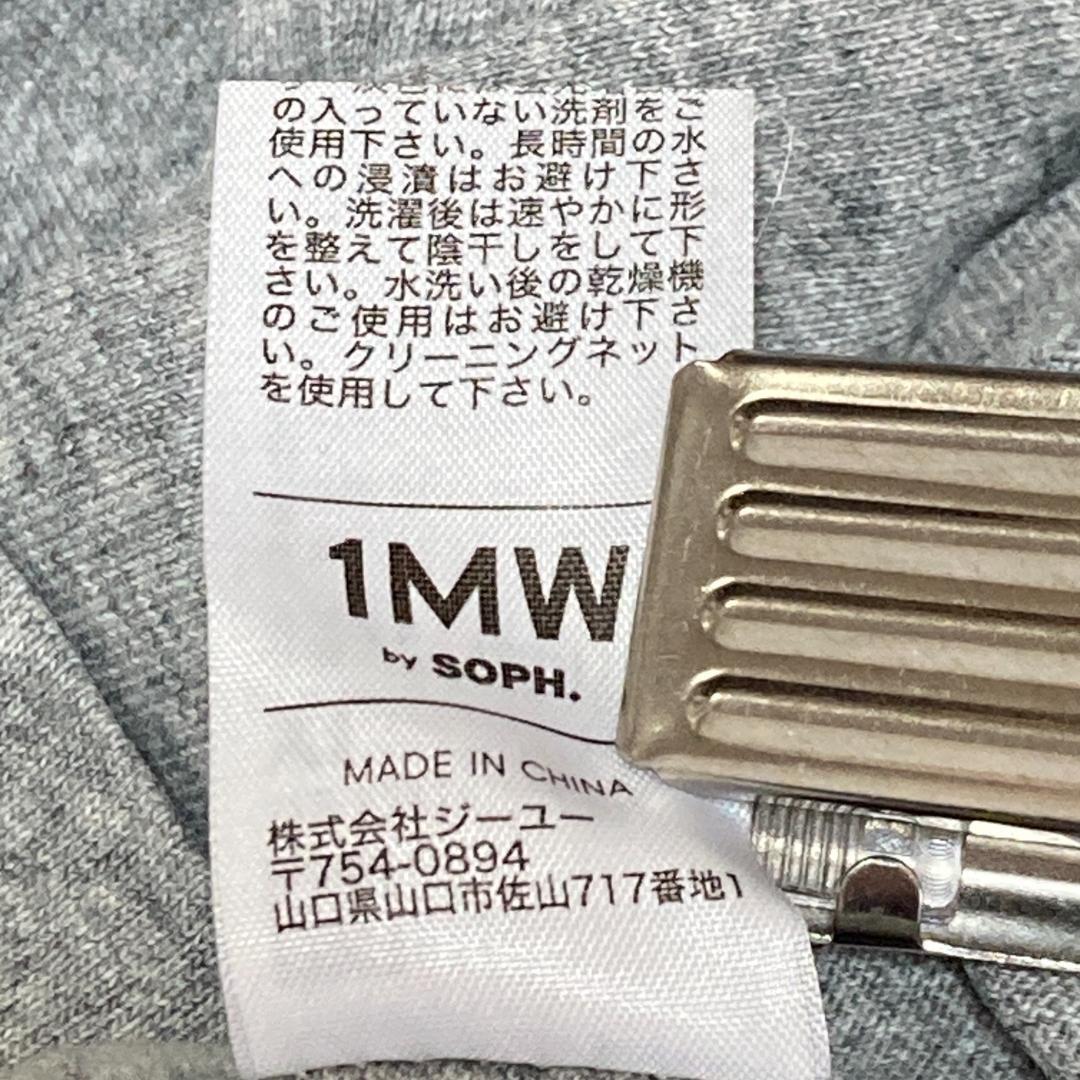 の入っていない洗剤をご
使用下さい。長時間の水
への浸漬はお避け下さ
い。洗濯後は速やかに形
を整えて陰干しをして下
さい。水洗い後の乾燥機
のご使用はお避け下さ
い。クリーニングネット
を使用して下さい。
1MW
by SOPH.
MADE IN CHINA
株式会社ジーユー
〒754-0894
山口県山口市佐山717番地1